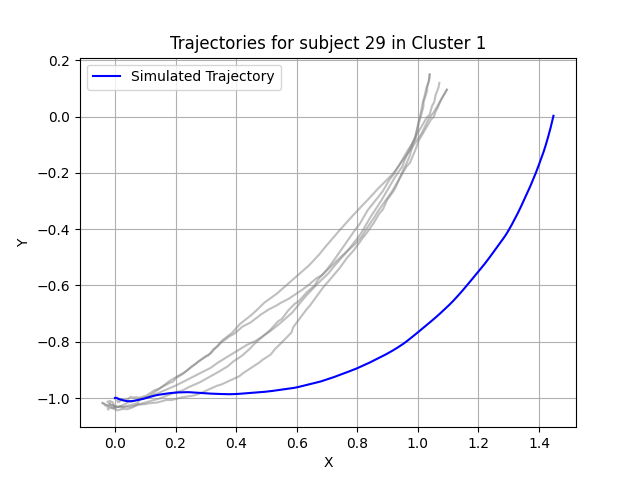 Trajectories for subject 29 in Cluster 1
Simulated Trajectory
0.2
0.0
−0.2
−0.4
−0.6
−0.8
−1.0
Y
0.0 0.2 0.4 0.6 0.8 1.0 1.2 1.4
X